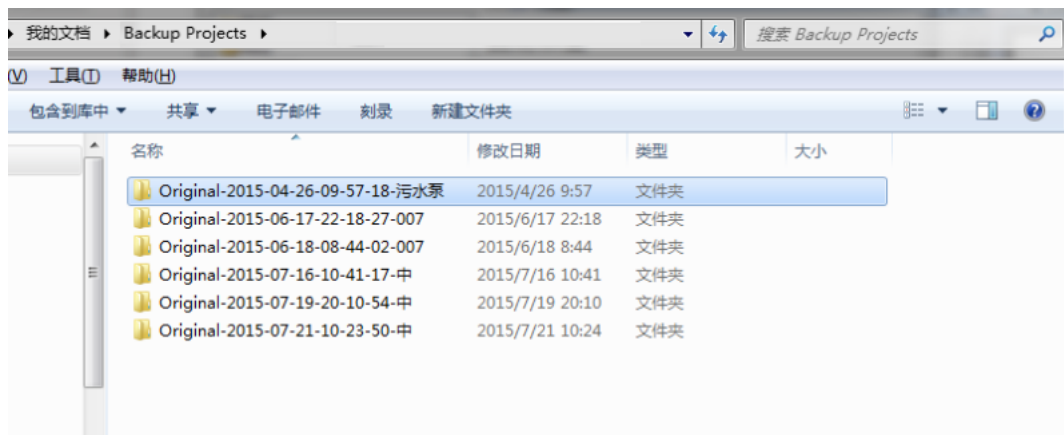 我的文档 Backup Projects 搜索 Backup Projects
(V) 工具(T) 帮助(H)
包含到库中 共享 电子邮件 刻录 新建文件夹
名称 修改日期 类型 大小
Original-2015-04-26-09-57-18-污水泵 2015/4/26 9:57 文件夹
Original-2015-06-17-22-18-27-007 2015/6/17 22:18 文件夹
Original-2015-06-18-08-44-02-007 2015/6/18 8:44 文件夹
Original-2015-07-16-10-41-17-中 2015/7/16 10:41 文件夹
Original-2015-07-19-20-10-54-中 2015/7/19 20:10 文件夹
Original-2015-07-21-10-23-50-中 2015/7/21 10:24 文件夹